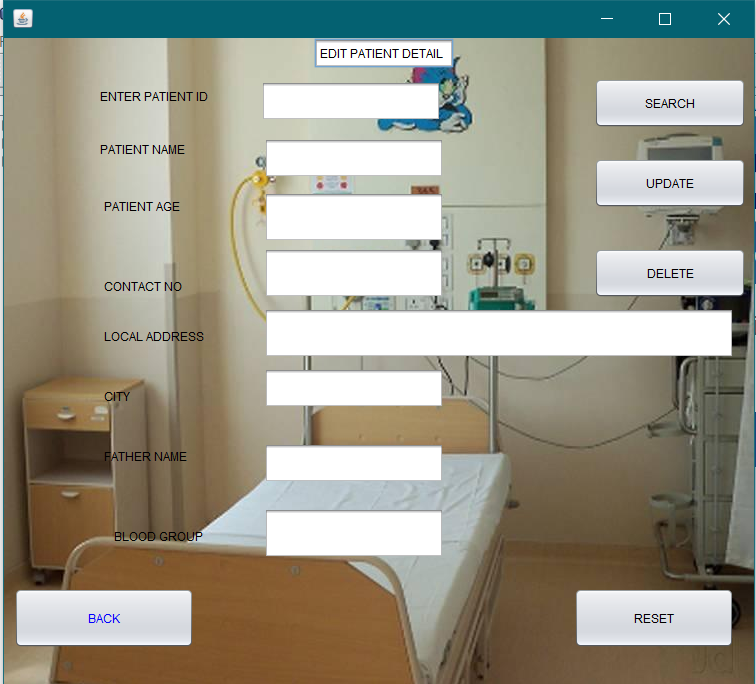 EDIT PATIENT DETAIL
ENTER PATIENT ID
SEARCH
PATIENT NAME
UPDATE
PATIENT AGE
DELETE
CONTACT NO
LOCAL ADDRESS
CITY
FATHER NAME
BLOOD GROUP
BACK
RESET